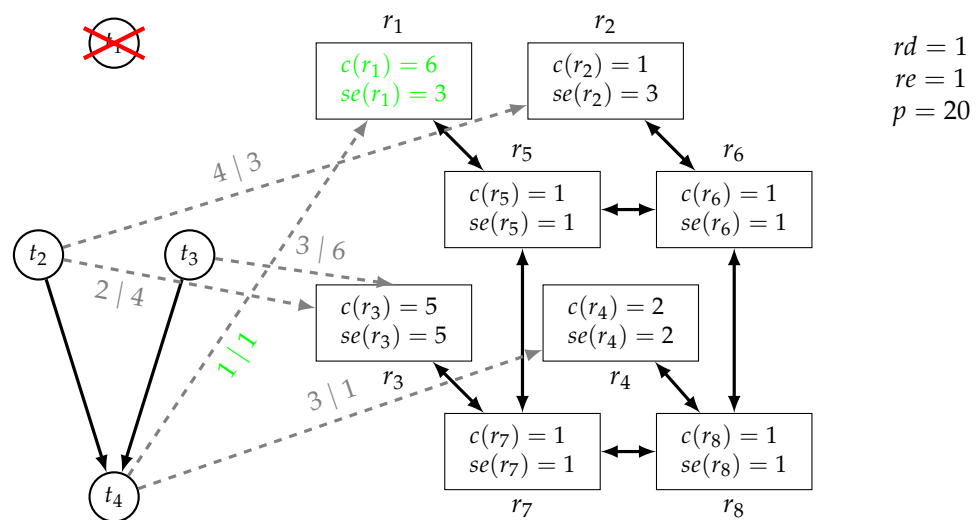 t₁
r₁
r₂
c(r₁) = 6
se(r₁) = 3
c(r₂) = 1
se(r₂) = 3
rd = 1
re = 1
p = 20
4 | 3
r₅
r₆
c(r₅) = 1
se(r₅) = 1
c(r₆) = 1
se(r₆) = 1
t₂
t₃
3 | 6
2 | 4
c(r₃) = 5
se(r₃) = 5
c(r₄) = 2
se(r₄) = 2
1 | 1
r₃
r₄
3 | 1
c(r₇) = 1
se(r₇) = 1
c(r₈) = 1
se(r₈) = 1
t₄
r₇
r₈